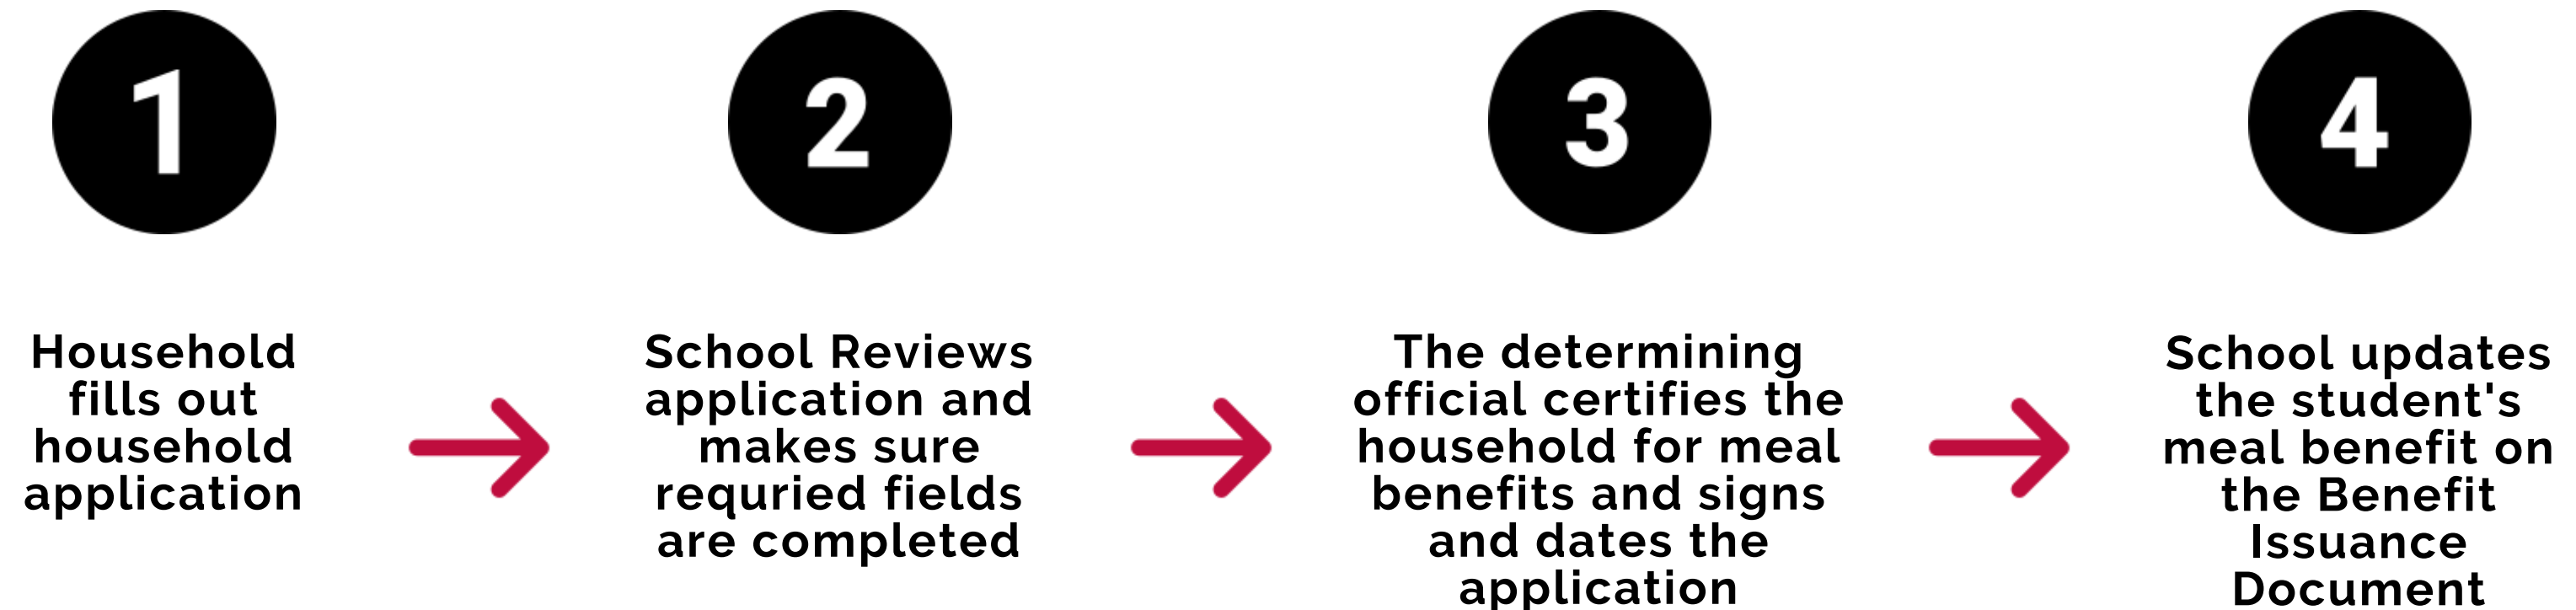 1
Household
fills out
household
application
2
School Reviews
application and
makes sure
requried fields
are completed
3
The determining
official certifies the
household for meal
benefits and signs
and dates the
application
4
School updates
the student's
meal benefit on
the Benefit
Issuance
Document